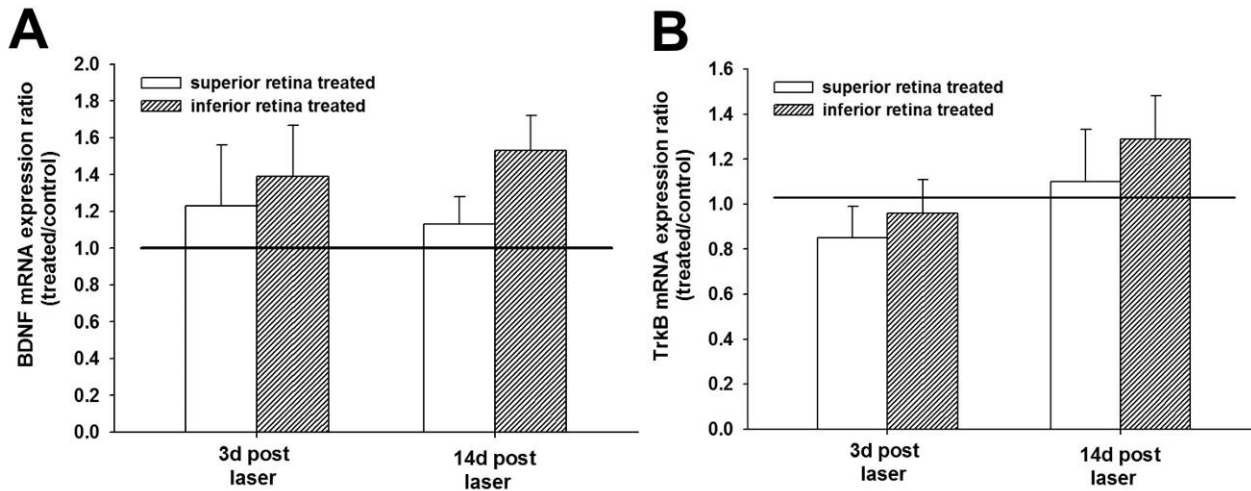 A
BDNF mRNA expression ratio
(treated/control)
2.0
1.8
1.6
1.4
1.2
1.0
0.8
0.6
0.4
0.2
0.0
superior retina treated
inferior retina treated
3d post
laser
14d post
laser
B
TrkB mRNA expression ratio
(treated/control)
1.6
1.4
1.2
1.0
0.8
0.6
0.4
0.2
0.0
superior retina treated
inferior retina treated
3d post
laser
14d post
laser